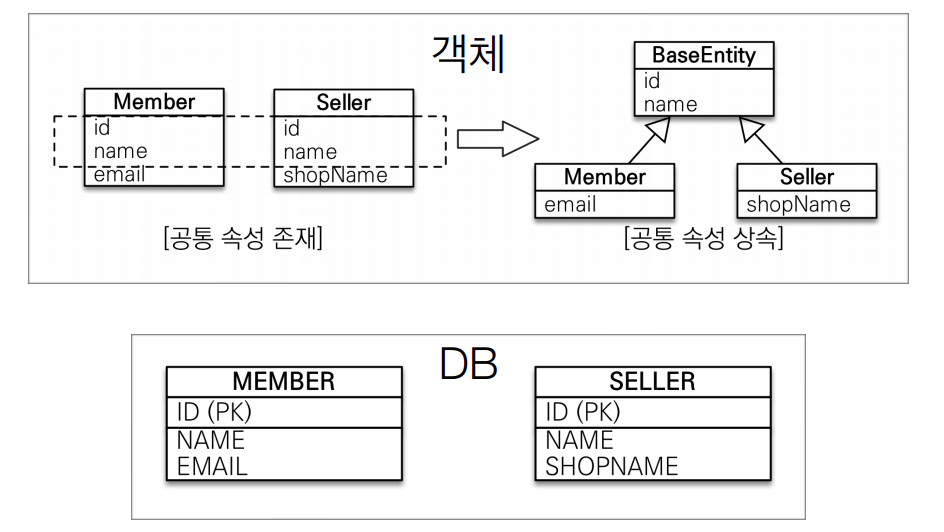 객체
Member
id
name
email
Seller
id
name
shopName
[공통 속성 존재]
BaseEntity
id
name
Member
email
Seller
shopName
[공통 속성 상속]
DB
MEMBER
ID (PK)
NAME
EMAIL
SELLER
ID (PK)
NAME
SHOPNAME